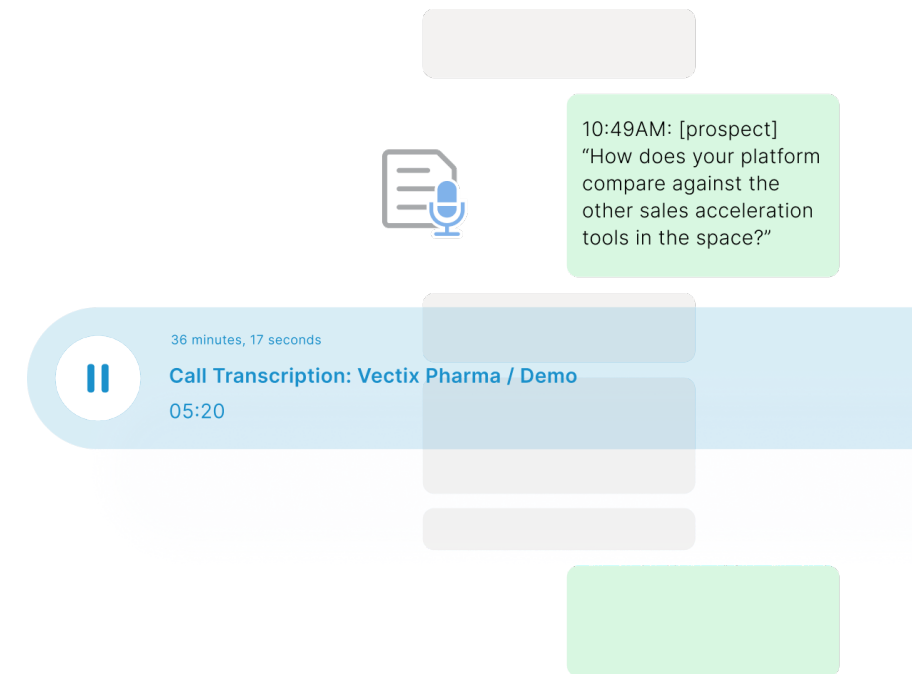 10:49AM: [prospect]
“How does your platform
compare against the
other sales acceleration
tools in the space?”
36 minutes, 17 seconds
Call Transcription: Vectix Pharma / Demo
05:20